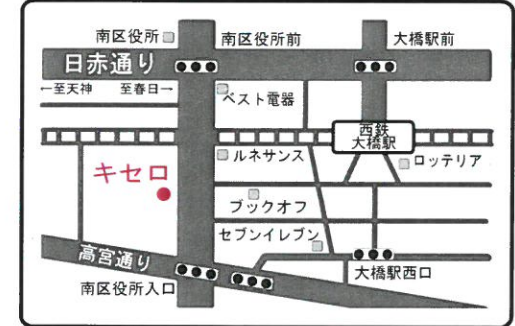 南区役所
南区役所前
大橋駅前
日赤通り
←至天神
至春日→
ベスト電器
西鉄
大橋駅
ルネサンス
ロッテリア
キセロ
ブックオフ
セブンイレブン
高宮通り
大橋駅西口
南区役所入口